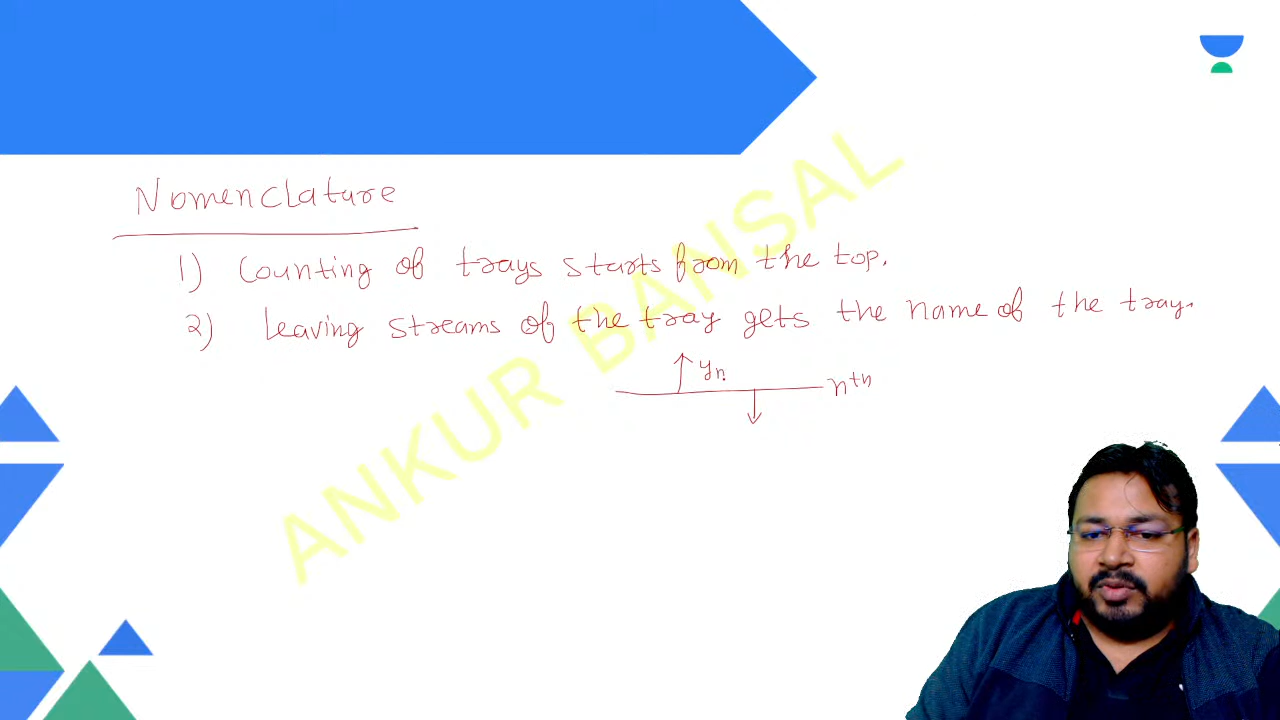 Nomenclature
1) Counting of trays starts from the top.
2) Leaving streams of the tray gets the name of the tray.
yn
nth
ANKUR BANSAL